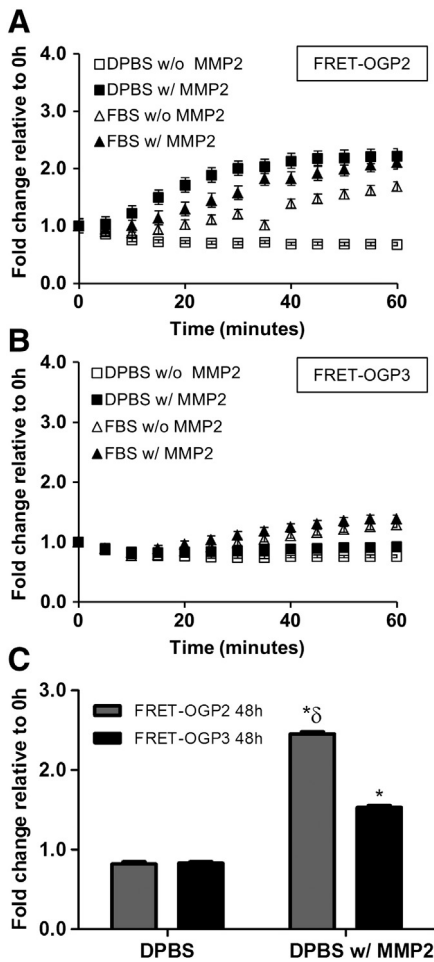 A
Fold change relative to 0h
4.0
3.0
2.0
1.0
0.0
DPBS w/o MMP2
DPBS w/ MMP2
FBS w/o MMP2
FBS w/ MMP2
FRET-OGP2
0 20 40 60
Time (minutes)
B
Fold change relative to 0h
4.0
3.0
2.0
1.0
0.0
DPBS w/o MMP2
DPBS w/ MMP2
FBS w/o MMP2
FBS w/ MMP2
FRET-OGP3
0 20 40 60
Time (minutes)
C
Fold change relative to 0h
3.0
2.0
1.0
0.0
FRET-OGP2 48h
FRET-OGP3 48h
*δ
*
DPBS DPBS w/ MMP2